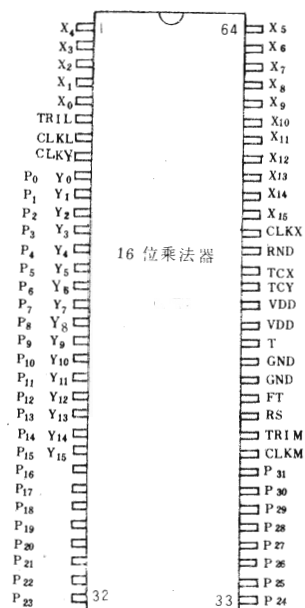 X₄
X₃
X₂
X₁
X₀
TRIL
CLKL
CLKY
P₀ Y₀
P₁ Y₁
P₂ Y₂
P₃ Y₃
P₄ Y₄
P₅ Y₅
P₆ Y₆
P₇ Y₇
P₈ Y₈
P₉ Y₉
P₁₀ Y₁₀
P₁₁ Y₁₁
P₁₂ Y₁₂
P₁₃ Y₁₃
P₁₄ Y₁₄
P₁₅ Y₁₅
P₁₆
P₁₇
P₁₈
P₁₉
P₂₀
P₂₁
P₂₂
P₂₃
1
64
16 位乘法器
32
33
X₅
X₆
X₇
X₈
X₉
X₁₀
X₁₁
X₁₂
X₁₃
X₁₄
X₁₅
CLKX
RND
TCX
TCY
VDD
VDD
T
GND
GND
FT
RS
TRIM
CLKM
P₃₁
P₃₀
P₂₉
P₂₈
P₂₇
P₂₆
P₂₅
P₂₄